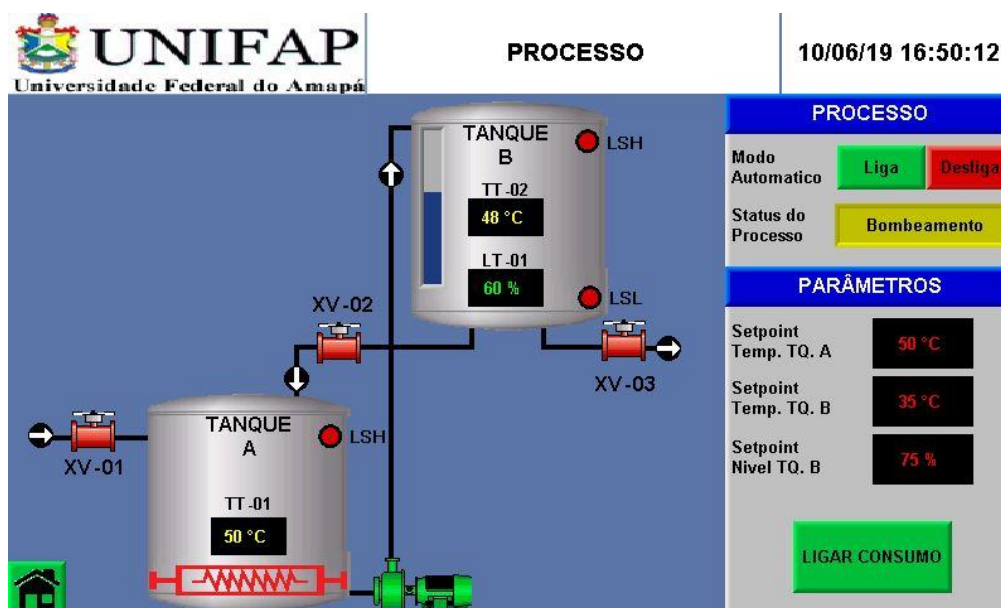 UNIFAP
Universidade Federal do Amapá
PROCESSO
10/06/19 16:50:12
PROCESSO
Modo
Automatico
Liga
Desliga
Status do
Processo
Bombeamento
PARÂMETROS
Setpoint
Temp. TQ. A
50 °C
Setpoint
Temp. TQ. B
35 °C
Setpoint
Nivel TQ. B
75 %
LIGAR CONSUMO
TANQUE
B
LSH
TT-02
48 °C
LT-01
60 %
LSL
XV-02
XV-03
XV-01
TANQUE
A
LSH
TT-01
50 °C